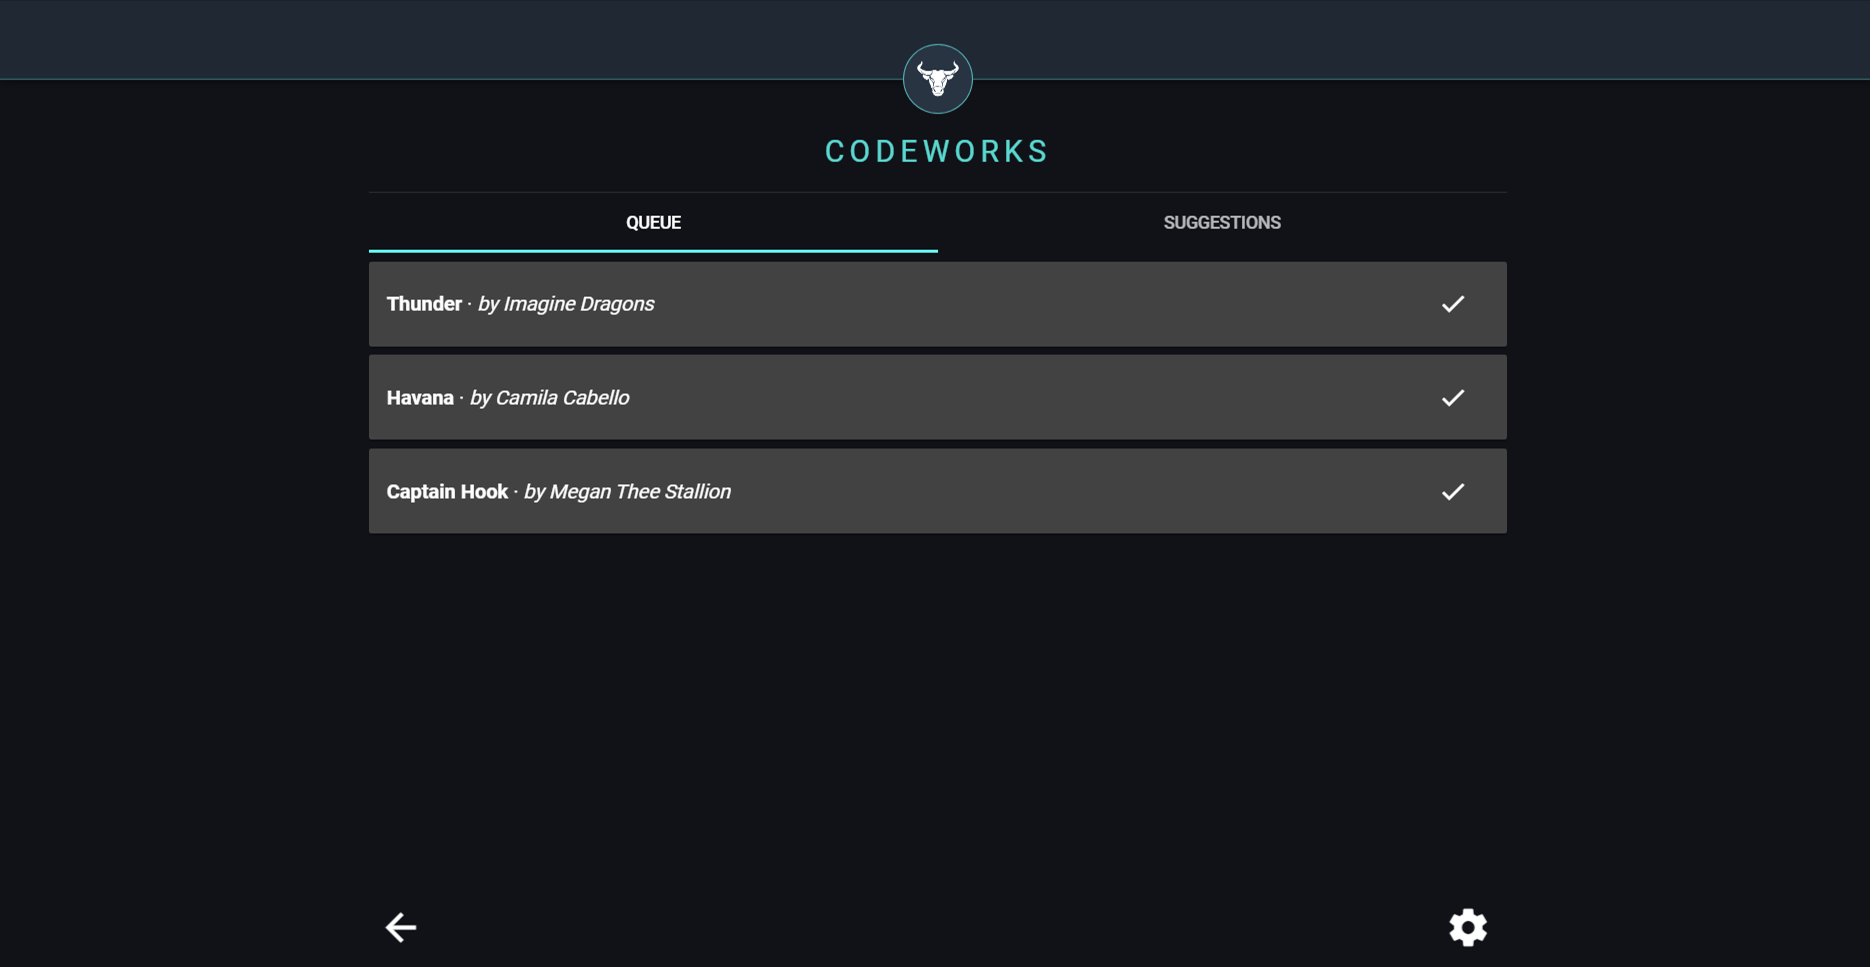 CODEWORKS
QUEUE
SUGGESTIONS
Thunder · by Imagine Dragons
Havana · by Camila Cabello
Captain Hook · by Megan Thee Stallion